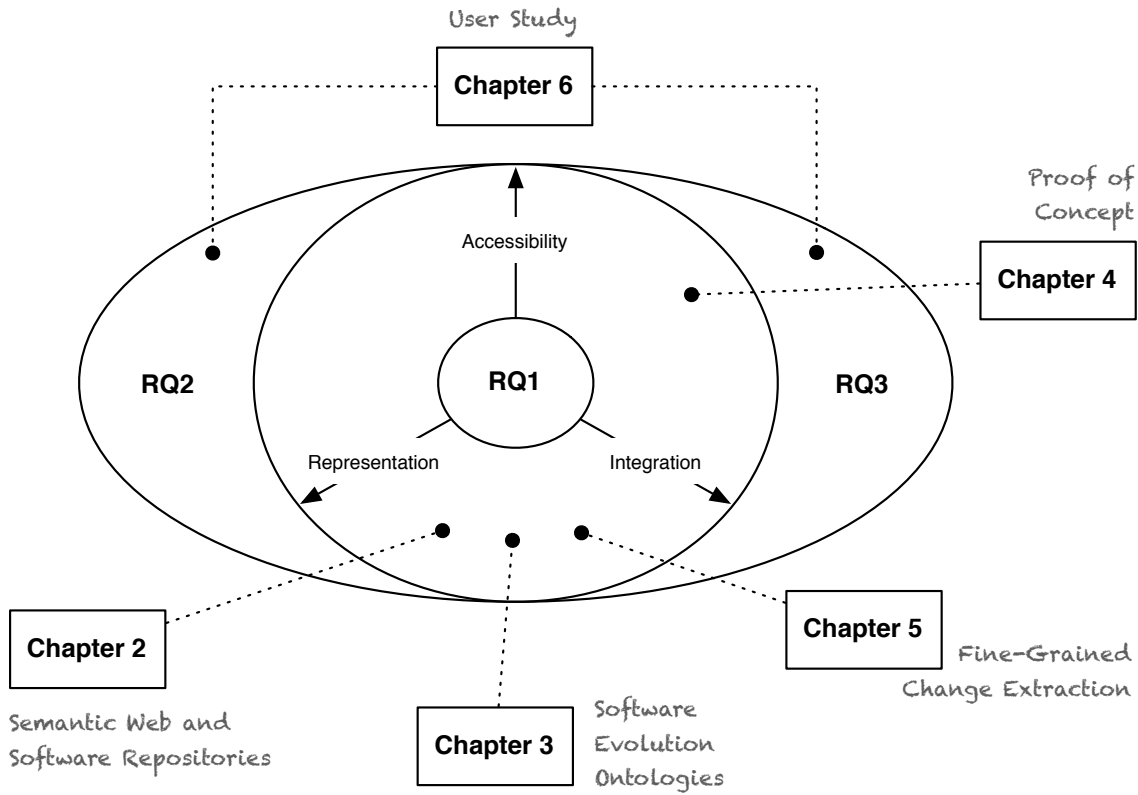 User Study
Chapter 6
Proof of
Concept
Accessibility
Chapter 4
RQ2
RQ1
RQ3
Representation
Integration
Chapter 2
Chapter 5
Fine-Grained
Change Extraction
Semantic Web and
Software Repositories
Chapter 3
Software
Evolution
Ontologies